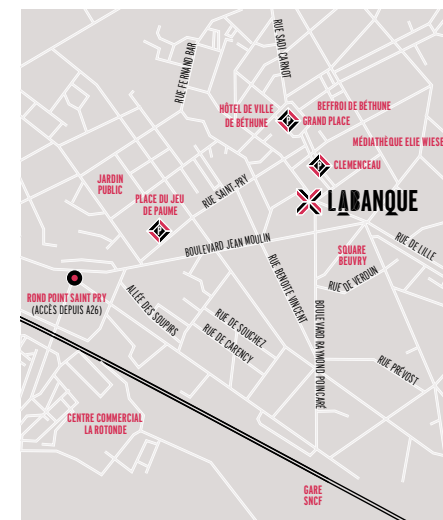 RUE FERNAND BAR
RUE SADI CARNOT
HÔTEL DE VILLE
DE BÉTHUNE
BEFFROI DE BÉTHUNE
GRAND PLACE
MÉDIATHÈQUE ELIE WIESE
CLEMENCEAU
JARDIN
PUBLIC
PLACE DU JEU
DE PAUME
RUE SAINT-PRY
LABANQUE
BOULEVARD JEAN MOULIN
RUE DE LILLE
SQUARE
BEUVRY
RUE DE VERDUN
RUE BENOITE VINCENT
ROND POINT SAINT PRY
(ACCÈS DEPUIS A26)
ALLÉE DES SOUPIRS
RUE DE SOUCHEZ
RUE DE CARENCY
BOULEVARD RAYMOND POINCARÉ
RUE PRÉVOST
CENTRE COMMERCIAL
LA ROTONDE
GARE
SNCF